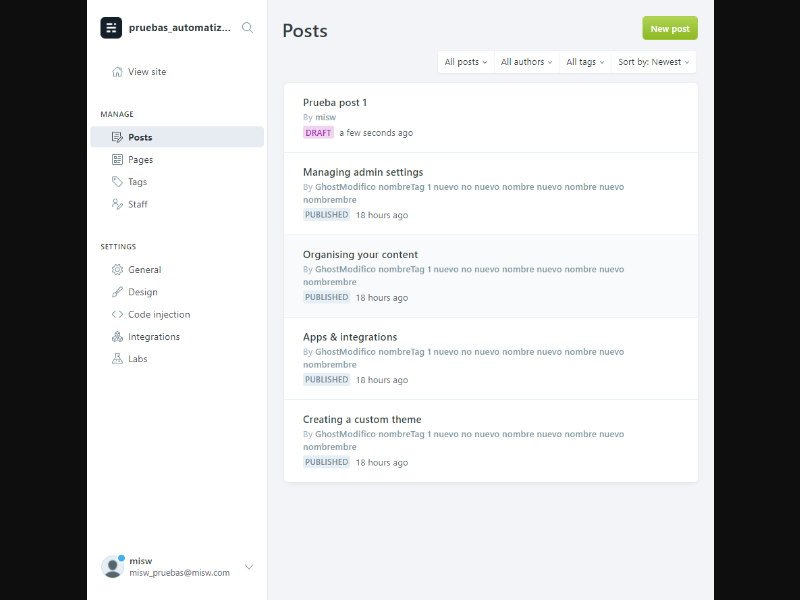 pruebas_automatiz...
View site
MANAGE
Posts
Pages
Tags
Staff
SETTINGS
General
Design
Code injection
Integrations
Labs
misw
misw_pruebas@misw.com
Posts
New post
All posts
All authors
All tags
Sort by: Newest
Prueba post 1
By misw
DRAFT a few seconds ago
Managing admin settings
By GhostModifico nombreTag 1 nuevo no nuevo nombre nuevo nombre nuevo
nombrembre
PUBLISHED 18 hours ago
Organising your content
By GhostModifico nombreTag 1 nuevo no nuevo nombre nuevo nombre nuevo
nombrembre
PUBLISHED 18 hours ago
Apps & integrations
By GhostModifico nombreTag 1 nuevo no nuevo nombre nuevo nombre nuevo
nombrembre
PUBLISHED 18 hours ago
Creating a custom theme
By GhostModifico nombreTag 1 nuevo no nuevo nombre nuevo nombre nuevo
nombrembre
PUBLISHED 18 hours ago